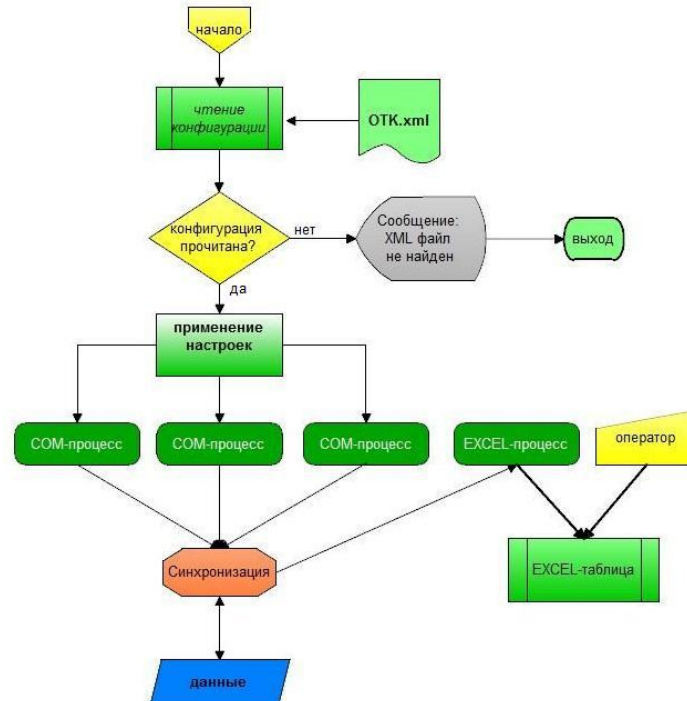 начало
чтение
конфигурации
OTK.xml
конфигурация
прочитана?
нет
Сообщение:
XML файл
не найден
выход
да
применение
настроек
COM-процесс
COM-процесс
COM-процесс
EXCEL-процесс
оператор
Синхронизация
EXCEL-таблица
данные